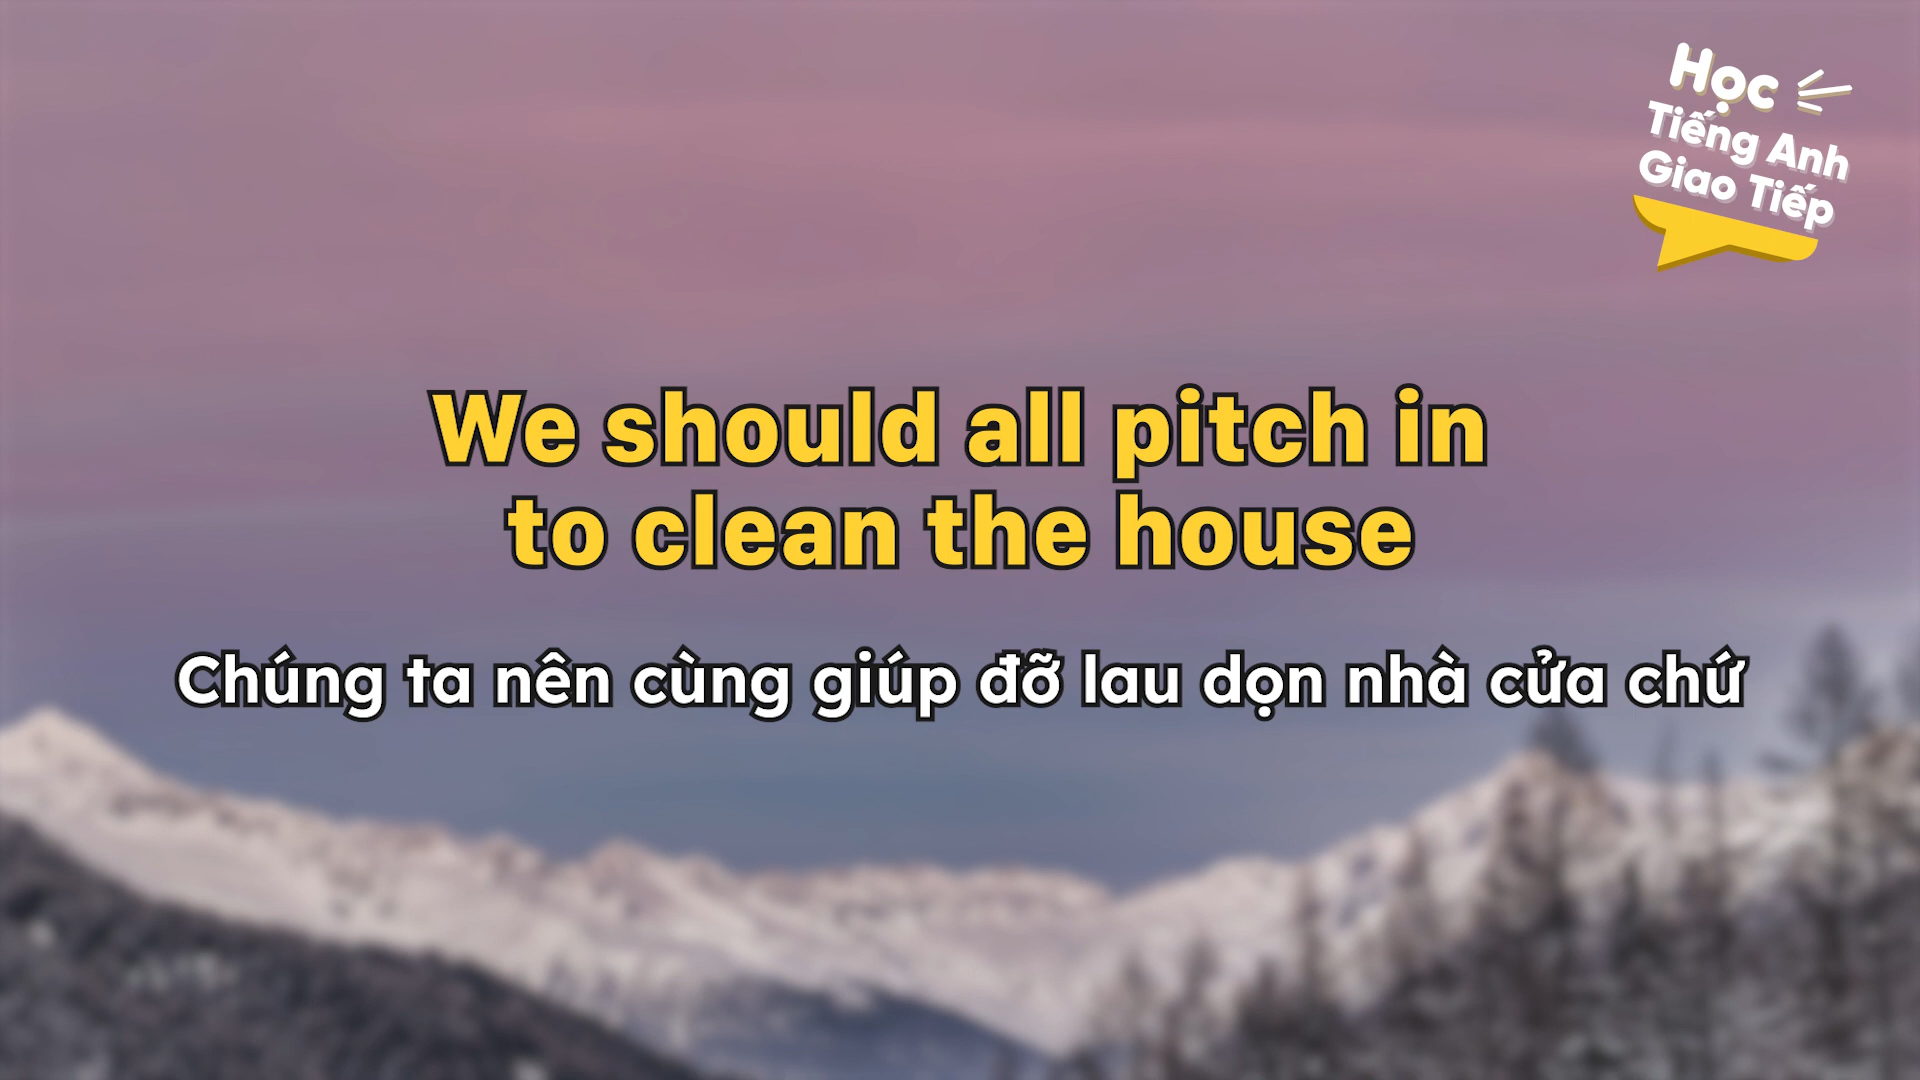 Học
Tiếng Anh
Giao Tiếp
We should all pitch in
to clean the house
Chúng ta nên cùng giúp đỡ lau dọn nhà cửa chứ